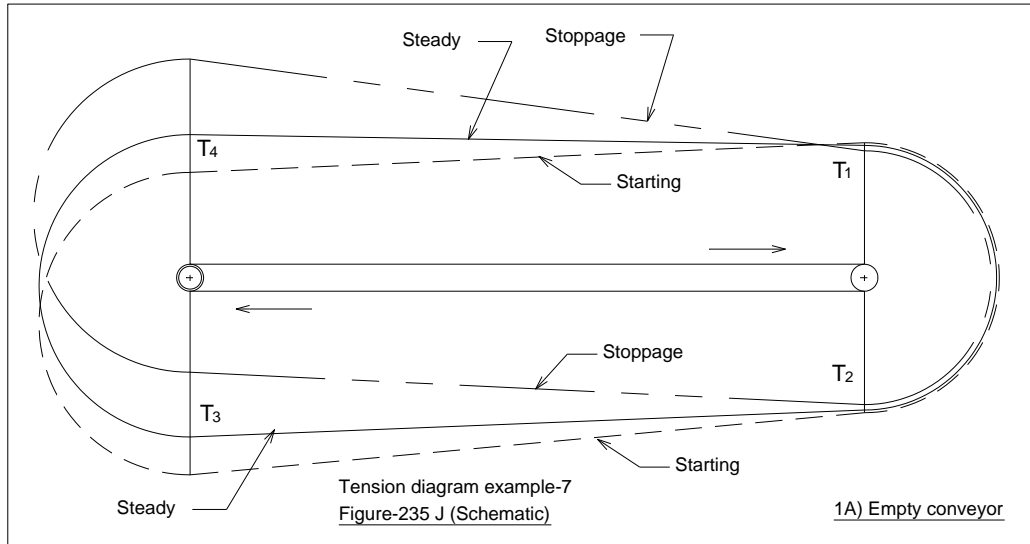 Steady
Stoppage
T4
T1
Starting
Stoppage
T2
T3
Starting
Steady
Tension diagram example-7
Figure-235 J (Schematic)
1A) Empty conveyor